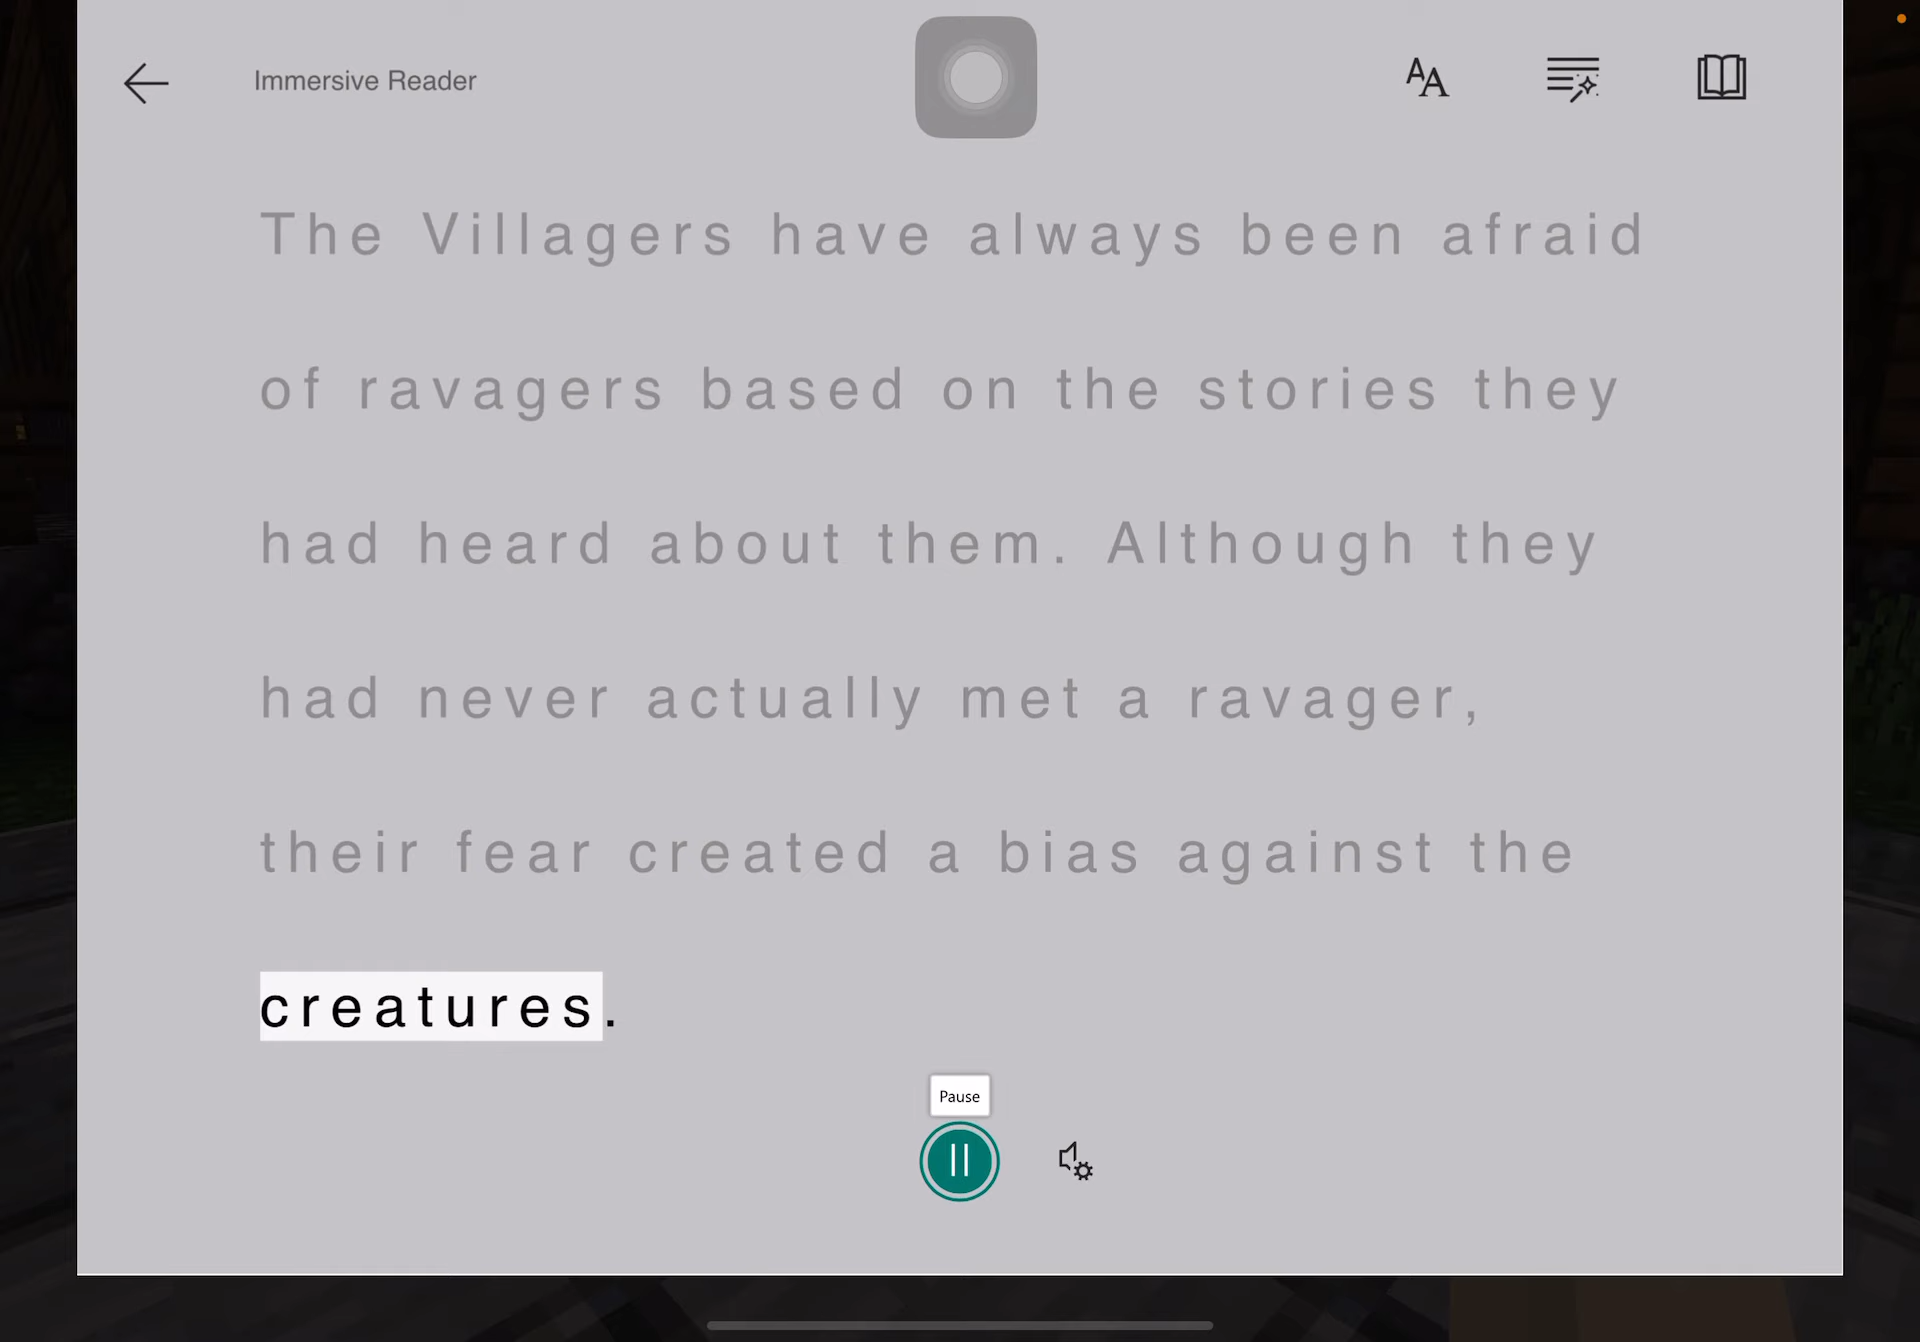 Immersive Reader
The Villagers have always been afraid
of ravagers based on the stories they
had heard about them. Although they
had never actually met a ravager,
their fear created a bias against the
creatures.
Pause